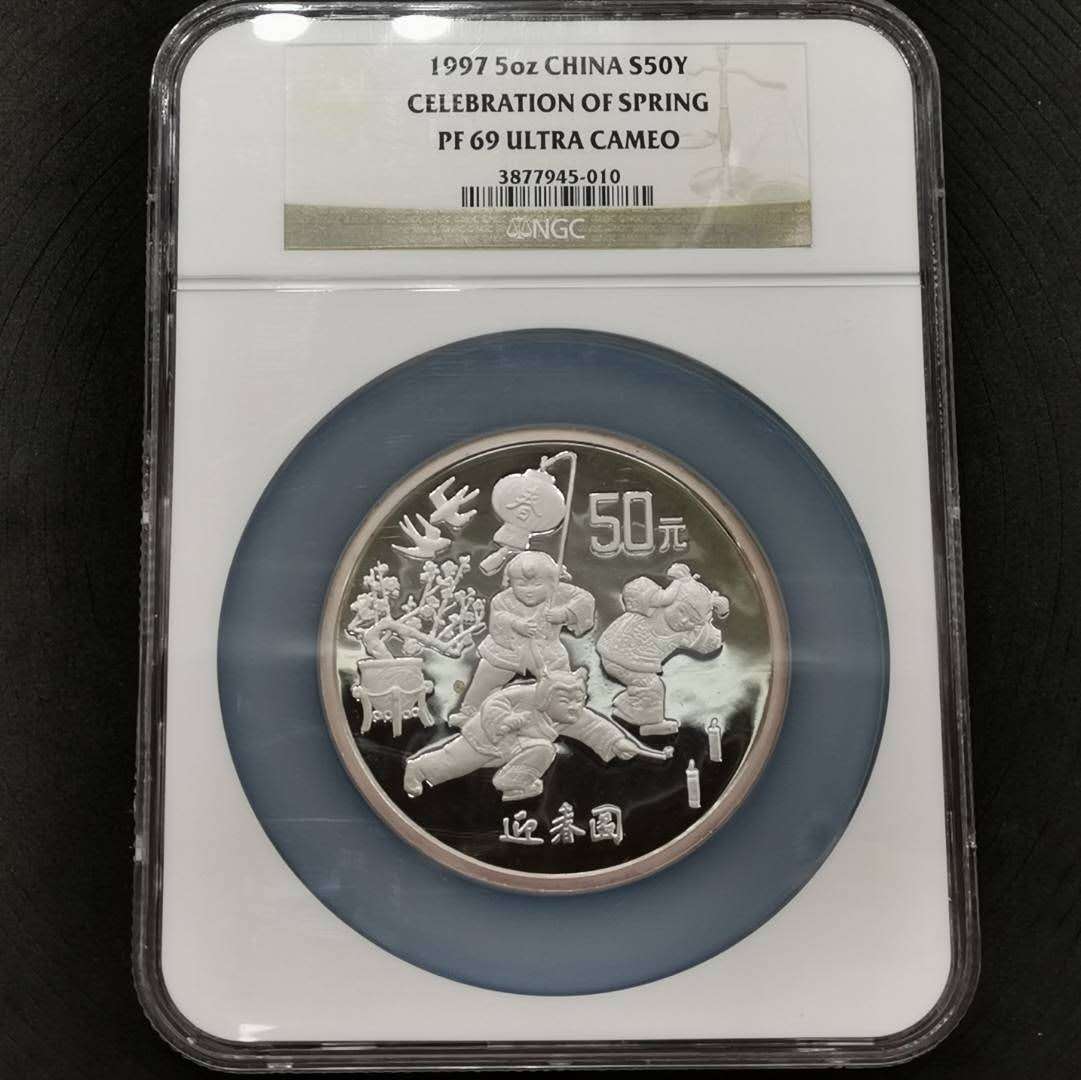 1997 5oz CHINA S50Y
CELEBRATION OF SPRING
PF 69 ULTRA CAMEO
3877945-010
NGC
春
50元
迎春图